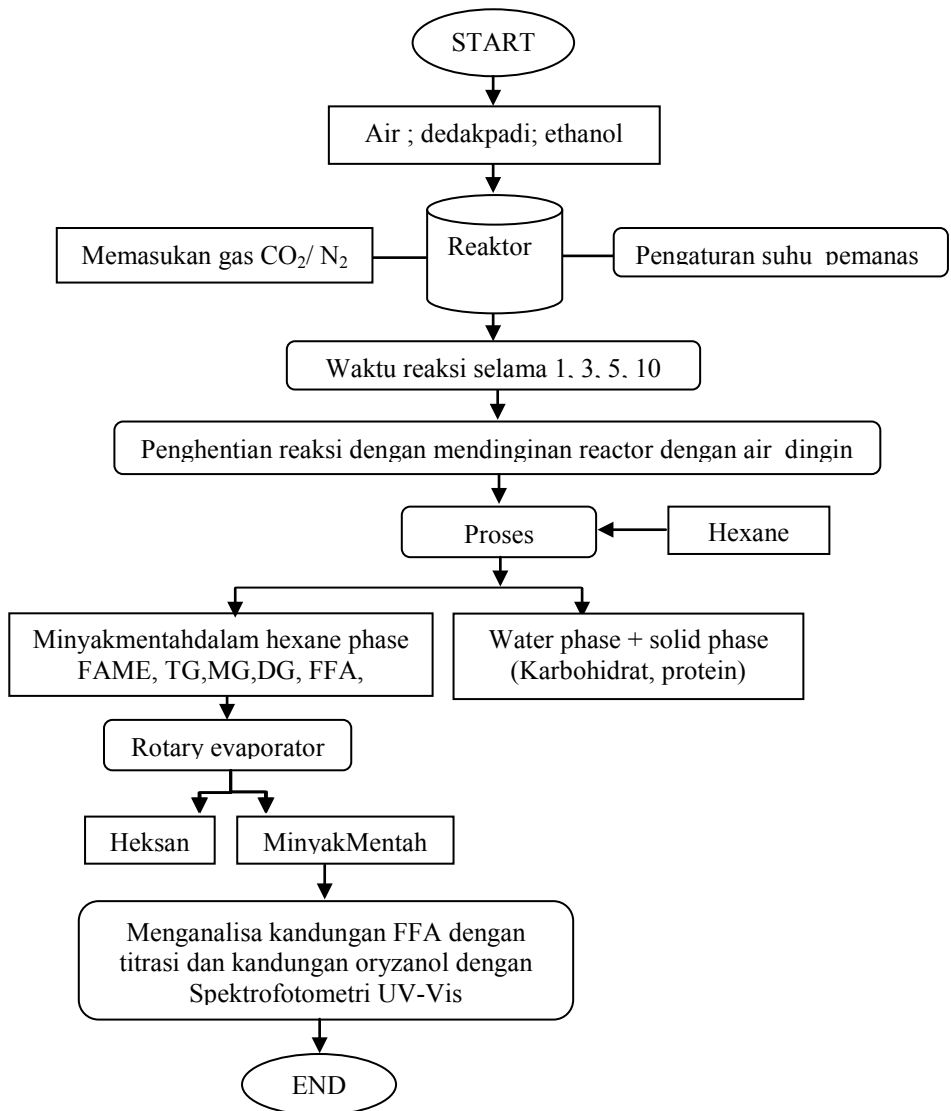 START
Air ; dedakpadi; ethanol
Memasukan gas CO₂/ N₂
Reaktor
Pengaturan suhu pemanas
Waktu reaksi selama 1, 3, 5, 10
Penghentian reaksi dengan mendinginan reactor dengan air dingin
Proses
Hexane
Minyakmentahdalam hexane phase
FAME, TG,MG,DG, FFA,
Water phase + solid phase
(Karbohidrat, protein)
Rotary evaporator
Heksan
MinyakMentah
Menganalisa kandungan FFA dengan
titrasi dan kandungan oryzanol dengan
Spektrofotometri UV-Vis
END